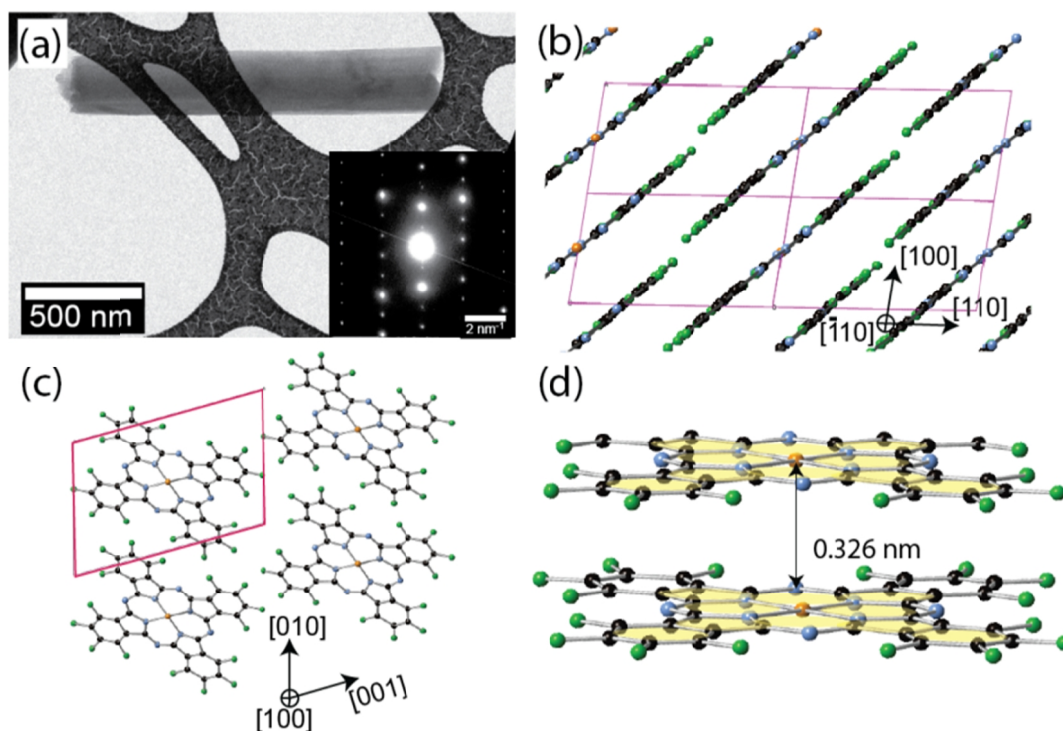 (a)
500 nm
2 nm⁻¹
(b)
[100]
[110]
[1̄10]
(c)
[010]
[001]
[100]
(d)
0.326 nm